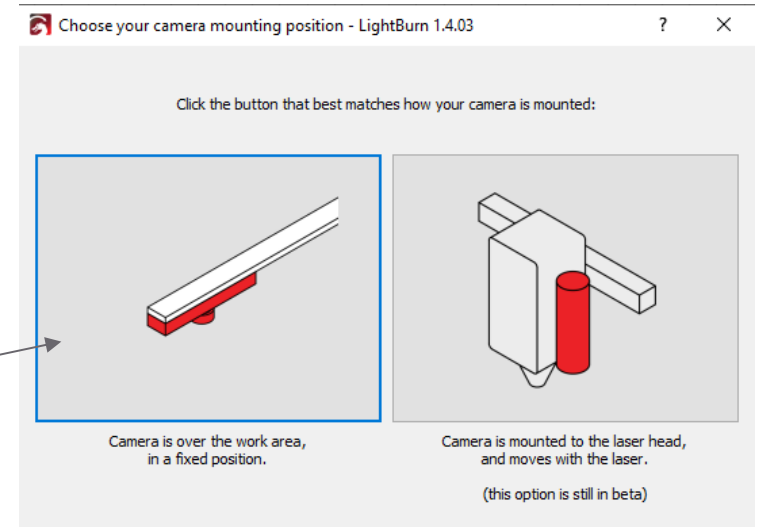 Choose your camera mounting position - LightBurn 1.4.03
?
Click the button that best matches how your camera is mounted:
Camera is over the work area,
in a fixed position.
Camera is mounted to the laser head,
and moves with the laser.
(this option is still in beta)